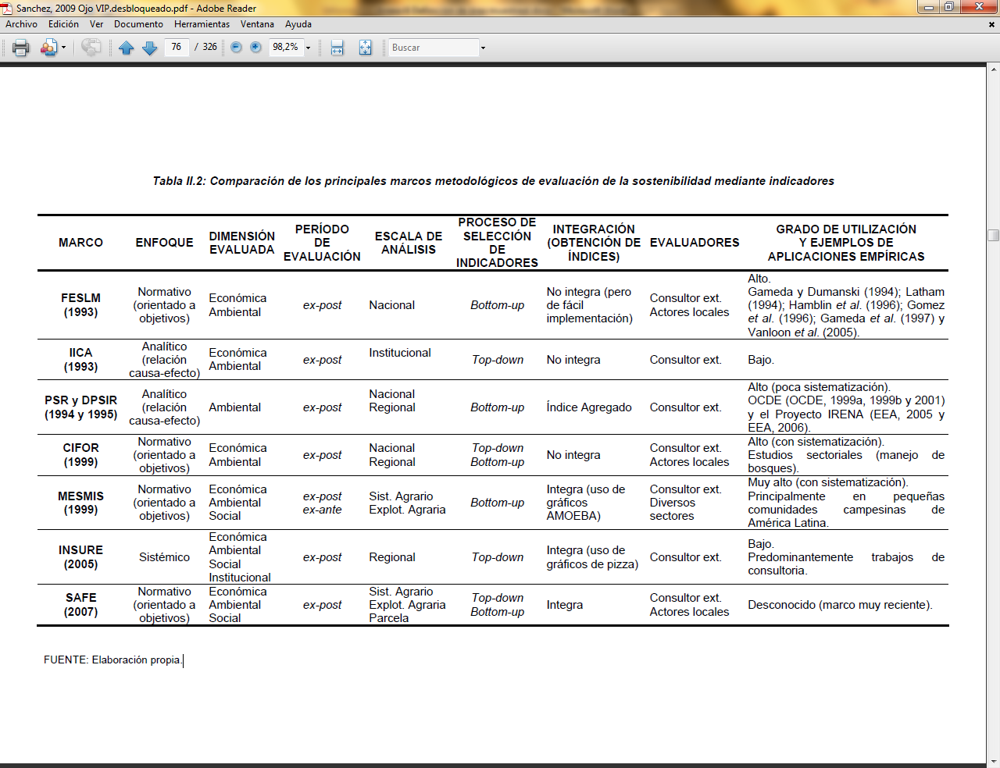 Sanchez, 2009 Ojo VIP.desbloqueado.pdf - Adobe Reader
Archivo Edición Ver Documento Herramientas Ventana Ayuda
76 / 326 98,2% Buscar
Tabla II.2: Comparación de los principales marcos metodológicos de evaluación de la sostenibilidad mediante indicadores
MARCO
ENFOQUE
DIMENSIÓN
EVALUADA
PERÍODO
DE
EVALUACIÓN
ESCALA DE
ANÁLISIS
PROCESO DE
SELECCIÓN
DE
INDICADORES
INTEGRACIÓN
(OBTENCIÓN DE
ÍNDICES)
EVALUADORES
GRADO DE UTILIZACIÓN
Y EJEMPLOS DE
APLICACIONES EMPÍRICAS
FESLM
(1993)
Normativo
(orientado a
objetivos)
Económica
Ambiental
ex-post
Nacional
Bottom-up
No integra (pero
de fácil
implementación)
Consultor ext.
Actores locales
Alto.
Gameda y Dumanski (1994); Latham
(1994); Hamblin et al. (1996); Gomez
et al. (1996); Gameda et al. (1997) y
Vanloon et al. (2005).
IICA
(1993)
Analítico
(relación
causa-efecto)
Económica
Ambiental
ex-post
Institucional
Top-down
No integra
Consultor ext.
Bajo.
PSR y DPSIR
(1994 y 1995)
Analítico
(relación
causa-efecto)
Ambiental
ex-post
Nacional
Regional
Bottom-up
Índice Agregado
Consultor ext.
Alto (poca sistematización).
OCDE (OCDE, 1999a, 1999b y 2001)
y el Proyecto IRENA (EEA, 2005 y
EEA, 2006).
CIFOR
(1999)
Normativo
(orientado a
objetivos)
Económica
Ambiental
ex-post
Nacional
Regional
Top-down
Bottom-up
No integra
Consultor ext.
Actores locales
Alto (con sistematización).
Estudios sectoriales (manejo de
bosques).
MESMIS
(1999)
Normativo
(orientado a
objetivos)
Económica
Ambiental
Social
ex-post
ex-ante
Sist. Agrario
Explot. Agraria
Bottom-up
Integra (uso de
gráficos
AMOEBA)
Consultor ext.
Diversos
sectores
Muy alto (con sistematización).
Principalmente en pequeñas
comunidades campesinas de
América Latina.
INSURE
(2005)
Sistémico
Económica
Ambiental
Social
Institucional
ex-post
Regional
Top-down
Integra (uso de
gráficos de pizza)
Consultor ext.
Bajo.
Predominantemente trabajos de
consultoria.
SAFE
(2007)
Normativo
(orientado a
objetivos)
Económica
Ambiental
Social
ex-post
Sist. Agrario
Explot. Agraria
Parcela
Top-down
Bottom-up
Integra
Consultor ext.
Actores locales
Desconocido (marco muy reciente).
FUENTE: Elaboración propia.